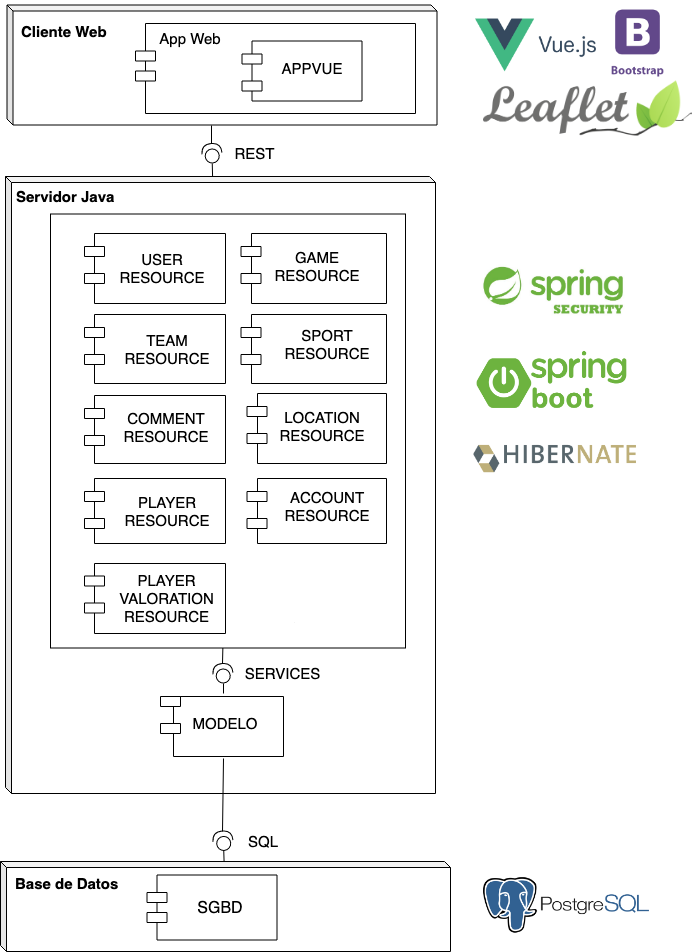 Cliente Web
App Web
APPVUE
Vue.js
B
Bootstrap
Leaflet
REST
Servidor Java
USER
RESOURCE
GAME
RESOURCE
TEAM
RESOURCE
SPORT
RESOURCE
COMMENT
RESOURCE
LOCATION
RESOURCE
PLAYER
RESOURCE
ACCOUNT
RESOURCE
PLAYER
VALORATION
RESOURCE
spring
SECURITY
spring
boot
HIBERNATE
SERVICES
MODELO
SQL
Base de Datos
SGBD
PostgreSQL